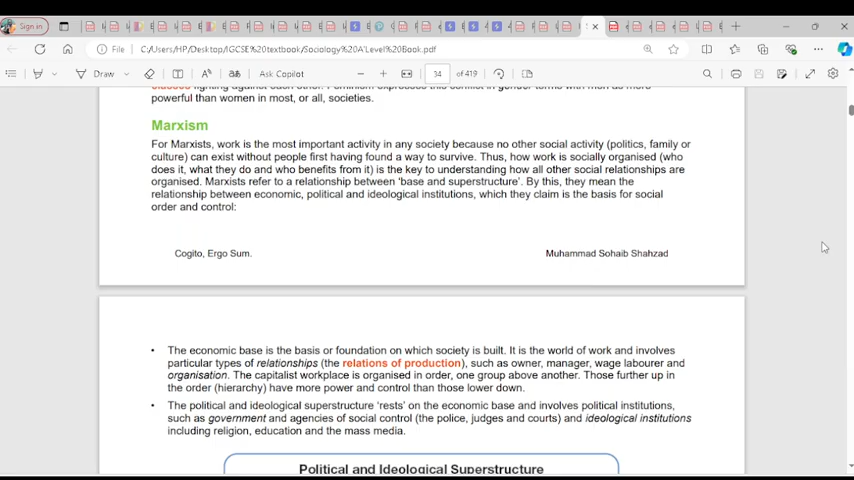 Sign in
File
C:/Users/HP/Desktop/IGCSE%20textbook/Sociology%20A'Level%20Book.pdf
Draw
Ask Copilot
34 of 419
powerful than women in most, or all, societies.
Marxism
For Marxists, work is the most important activity in any society because no other social activity (politics, family or
culture) can exist without people first having found a way to survive. Thus, how work is socially organised (who
does it, what they do and who benefits from it) is the key to understanding how all other social relationships are
organised. Marxists refer to a relationship between 'base and superstructure'. By this, they mean the
relationship between economic, political and ideological institutions, which they claim is the basis for social
order and control:
Cogito, Ergo Sum.
Muhammad Sohaib Shahzad
• The economic base is the basis or foundation on which society is built. It is the world of work and involves
particular types of relationships (the relations of production), such as owner, manager, wage labourer and
organisation. The capitalist workplace is organised in order, one group above another. Those further up in
the order (hierarchy) have more power and control than those lower down.
• The political and ideological superstructure 'rests' on the economic base and involves political institutions,
such as government and agencies of social control (the police, judges and courts) and ideological institutions
including religion, education and the mass media.
Political and Ideological Superstructure